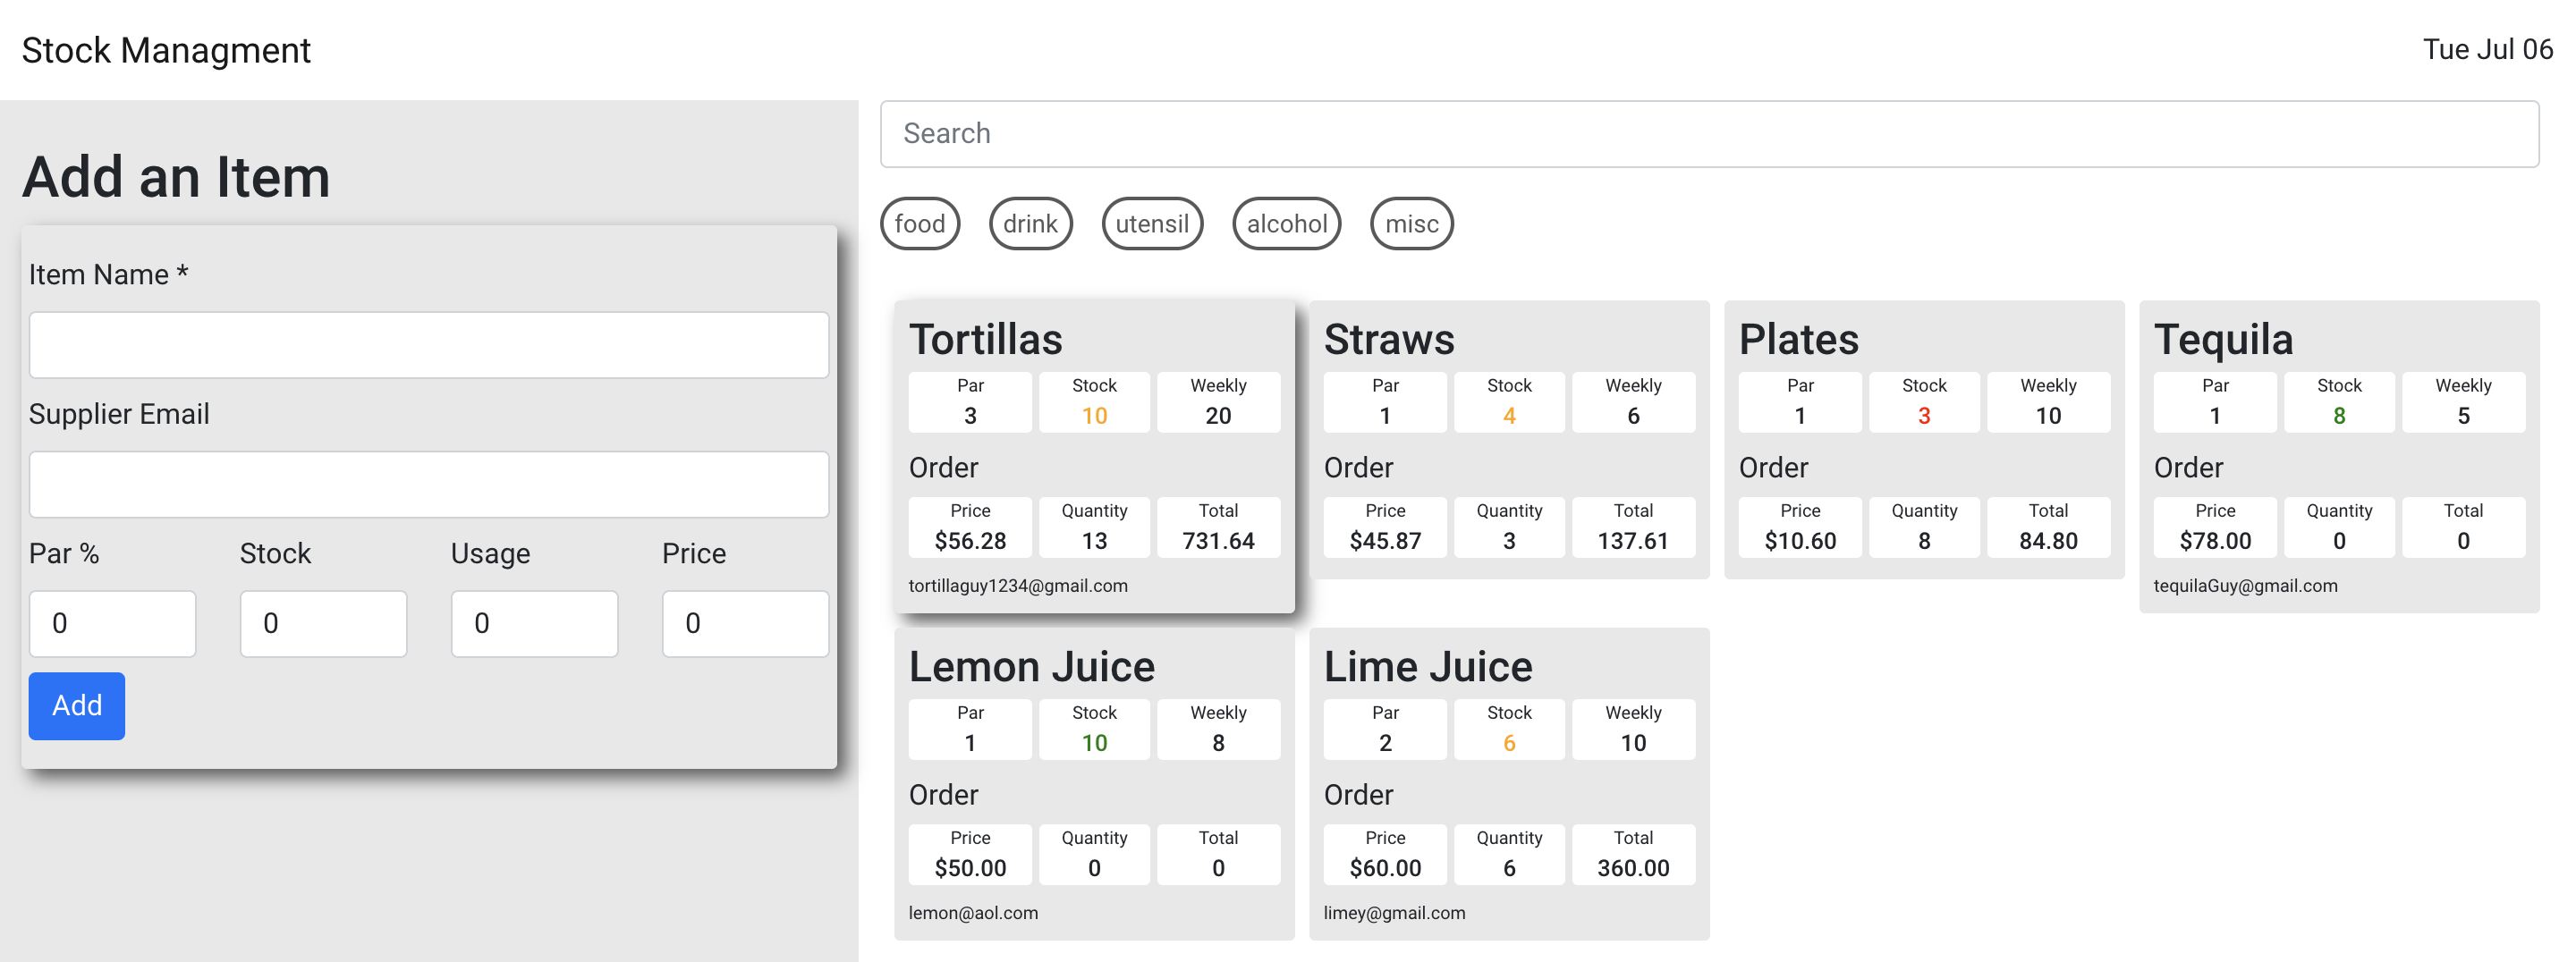 Stock Managment
Tue Jul 06
Add an Item
Item Name *
Supplier Email
Par % Stock Usage Price
0 0 0 0
Add
Search
food drink utensil alcohol misc
Tortillas
Par Stock Weekly
3 10 20
Order
Price Quantity Total
$56.28 13 731.64
tortillaguy1234@gmail.com
Straws
Par Stock Weekly
1 4 6
Order
Price Quantity Total
$45.87 3 137.61
Plates
Par Stock Weekly
1 3 10
Order
Price Quantity Total
$10.60 8 84.80
Tequila
Par Stock Weekly
1 8 5
Order
Price Quantity Total
$78.00 0 0
tequilaGuy@gmail.com
Lemon Juice
Par Stock Weekly
1 10 8
Order
Price Quantity Total
$50.00 0 0
lemon@aol.com
Lime Juice
Par Stock Weekly
2 6 10
Order
Price Quantity Total
$60.00 6 360.00
limey@gmail.com